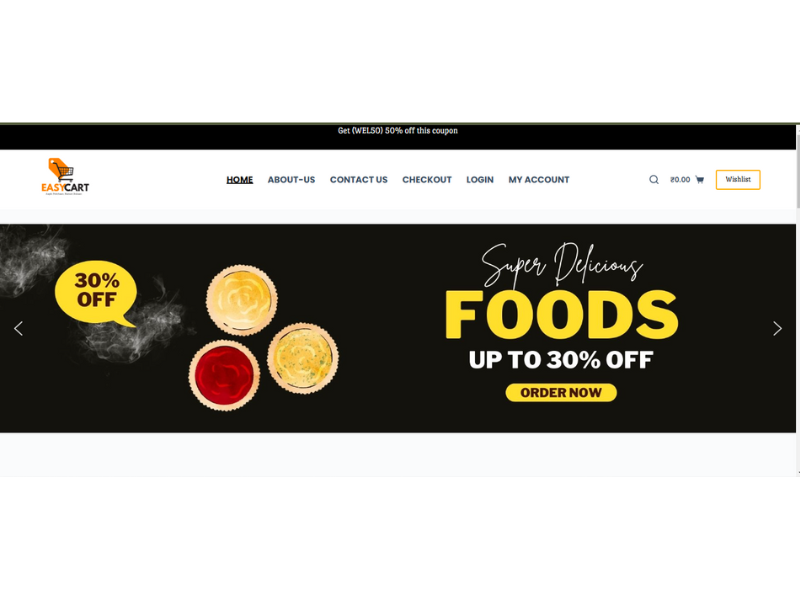 Get (WEL50) 50% off this coupon
EASYCART
HOME ABOUT-US CONTACT US CHECKOUT LOGIN MY ACCOUNT
₹0.00
Wishlist
30%
OFF
Super Delicious
FOODS
UP TO 30% OFF
ORDER NOW